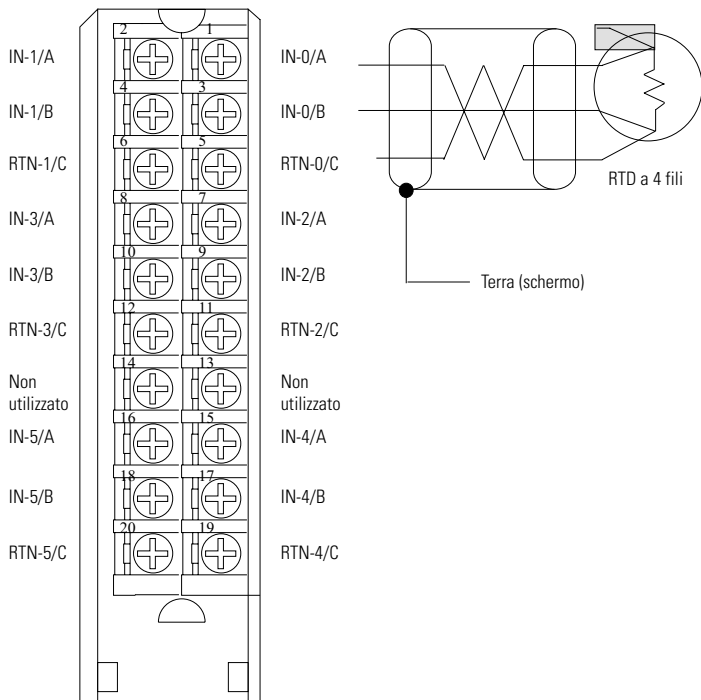 2 1
IN-1/A IN-0/A
4 3
IN-1/B IN-0/B
6 5
RTN-1/C RTN-0/C
RTD a 4 fili
8 7
IN-3/A IN-2/A
10 9
IN-3/B IN-2/B
Terra (schermo)
12 11
RTN-3/C RTN-2/C
14 13
Non Non
utilizzato utilizzato
16 15
IN-5/A IN-4/A
18 17
IN-5/B IN-4/B
20 19
RTN-5/C RTN-4/C